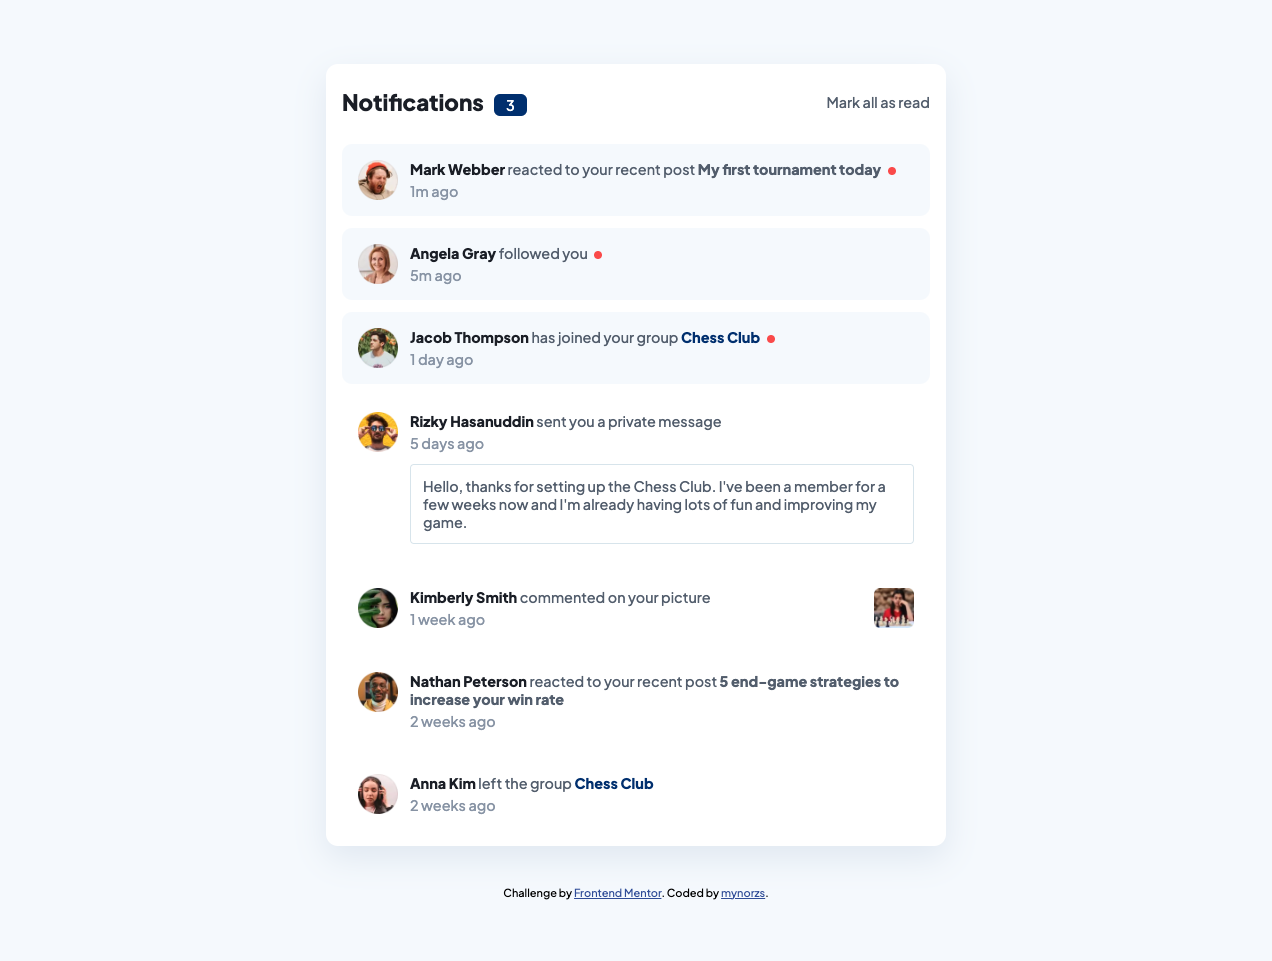 Notifications 3
Mark all as read
Mark Webber reacted to your recent post My first tournament today
1m ago
Angela Gray followed you
5m ago
Jacob Thompson has joined your group Chess Club
1 day ago
Rizky Hasanuddin sent you a private message
5 days ago
Hello, thanks for setting up the Chess Club. I've been a member for a
few weeks now and I'm already having lots of fun and improving my
game.
Kimberly Smith commented on your picture
1 week ago
Nathan Peterson reacted to your recent post 5 end-game strategies to
increase your win rate
2 weeks ago
Anna Kim left the group Chess Club
2 weeks ago
Challenge by Frontend Mentor. Coded by mynorzs.